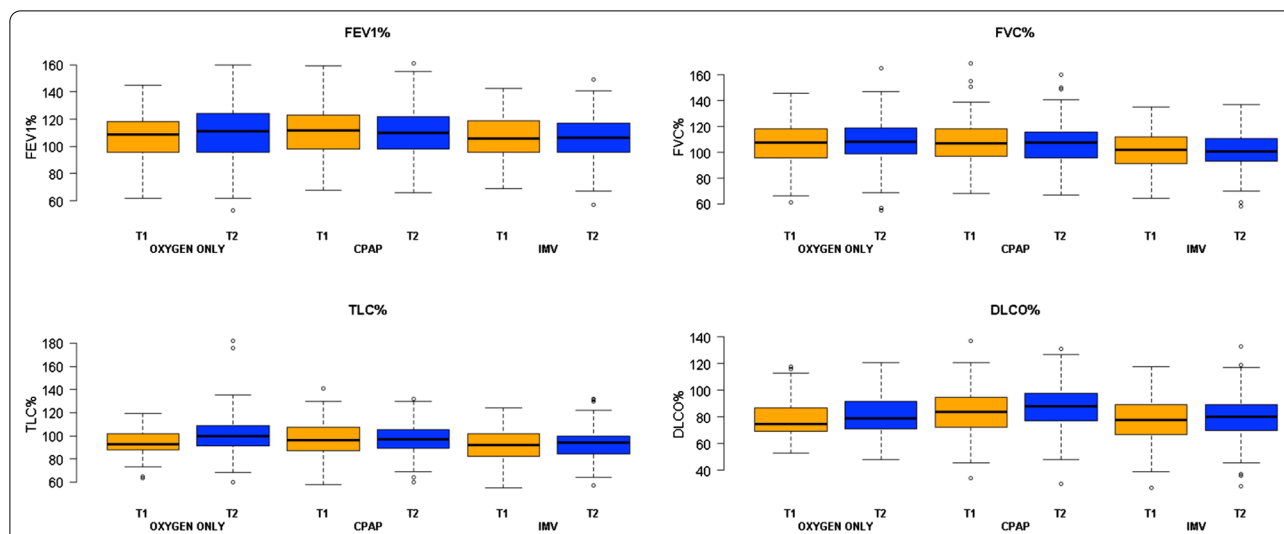 FEV1%
FEV1%
160
140
120
100
80
60
T1 T2 T1 T2 T1 T2
OXYGEN ONLY CPAP IMV
FVC%
FVC%
160
140
120
100
80
60
T1 T2 T1 T2 T1 T2
OXYGEN ONLY CPAP IMV
TLC%
TLC%
180
160
140
120
100
80
60
T1 T2 T1 T2 T1 T2
OXYGEN ONLY CPAP IMV
DLCO%
DLCO%
140
120
100
80
60
40
T1 T2 T1 T2 T1 T2
OXYGEN ONLY CPAP IMV